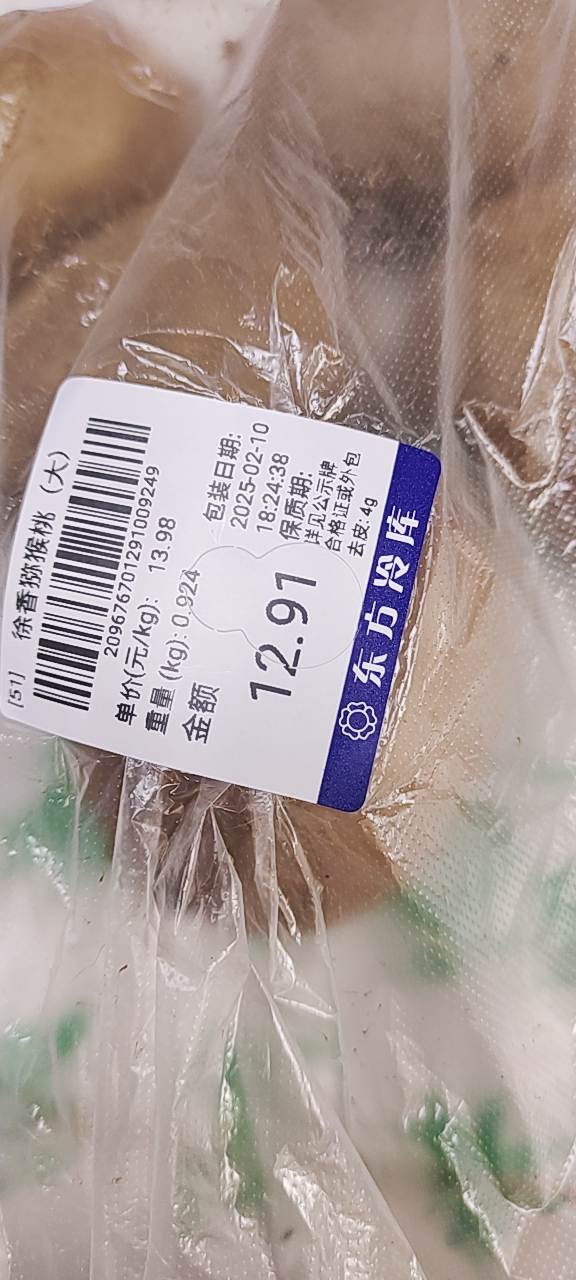 [51] 徐香猕猴桃（大）
209676701291009249
单价(元/kg): 13.98
重量 (kg): 0.924
金额
12.91
包装日期:
2025-02-10
18:24:38
保质期:
详见公示牌
合格证或外包
去皮:4g
东方冷库